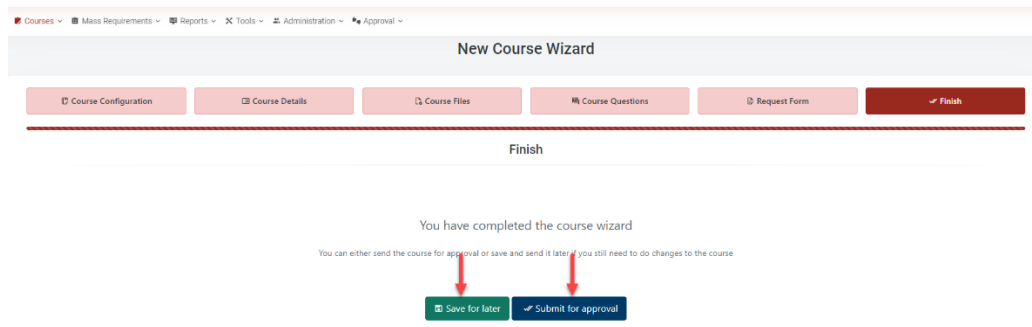 Courses Mass Requirements Reports Tools Administration Approval
New Course Wizard
Course Configuration Course Details Course Files Course Questions Request Form Finish
Finish
You have completed the course wizard
You can either send the course for approval or save and send it later if you still need to do changes to the course
Save for later Submit for approval